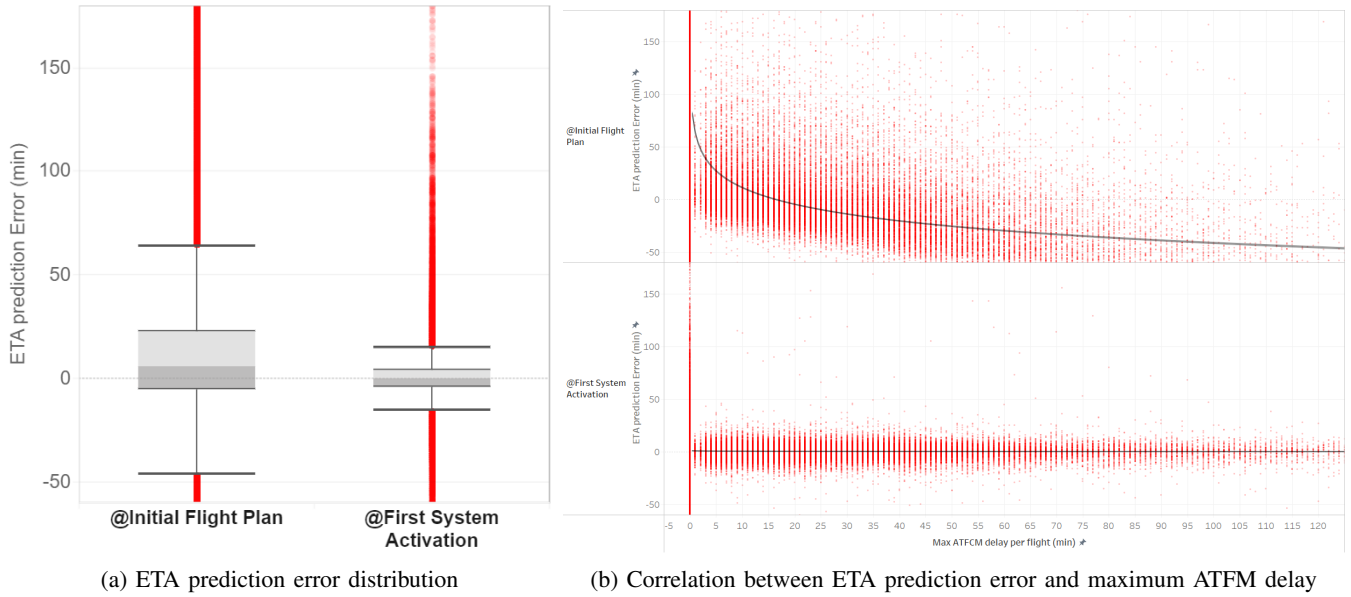 ETA prediction Error (min)
150
100
50
0
-50
@Initial Flight Plan
@First System
Activation
(a) ETA prediction error distribution
@Initial Flight
Plan
ETA prediction Error (min)
150
100
50
0
-50
@First System
Activation
ETA prediction Error (min)
150
100
50
0
-50
-5 0 5 10 15 20 25 30 35 40 45 50 55 60 65 70 75 80 85 90 95 100 105 110 115 120
Max ATFCM delay per flight (min)
(b) Correlation between ETA prediction error and maximum ATFM delay